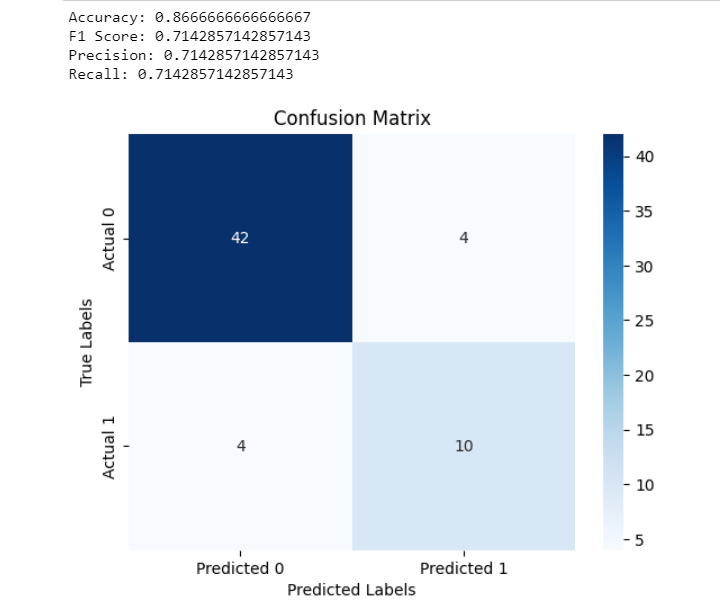 Accuracy: 0.8666666666666667
F1 Score: 0.7142857142857143
Precision: 0.7142857142857143
Recall: 0.7142857142857143
Confusion Matrix
True Labels
Actual 0
42
4
Actual 1
4
10
Predicted 0
Predicted 1
Predicted Labels
40
35
30
25
20
15
10
5